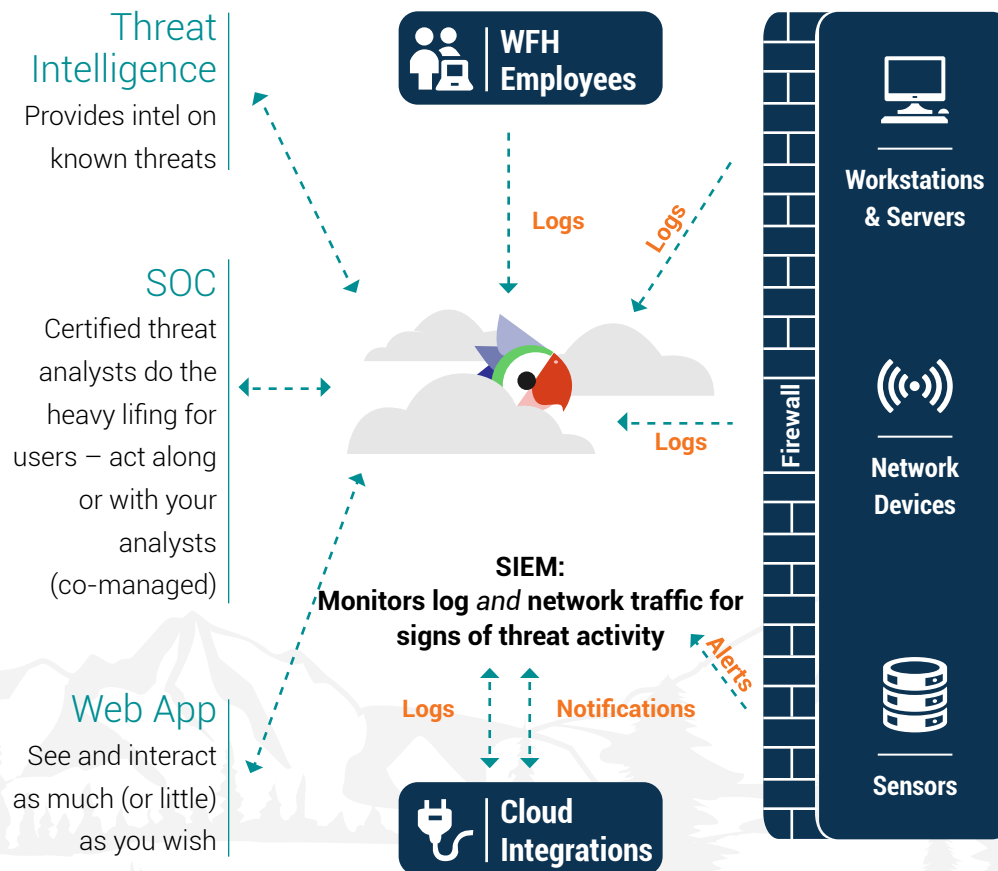 Threat
Intelligence
Provides intel on
known threats
WFH
Employees
Workstations
& Servers
Logs
Logs
SOC
Certified threat
analysts do the
heavy lifing for
users – act along
or with your
analysts
(co-managed)
Logs
Firewall
Network
Devices
SIEM:
Monitors log and network traffic for
signs of threat activity
Alerts
Web App
See and interact
as much (or little)
as you wish
Logs
Notifications
Sensors
Cloud
Integrations